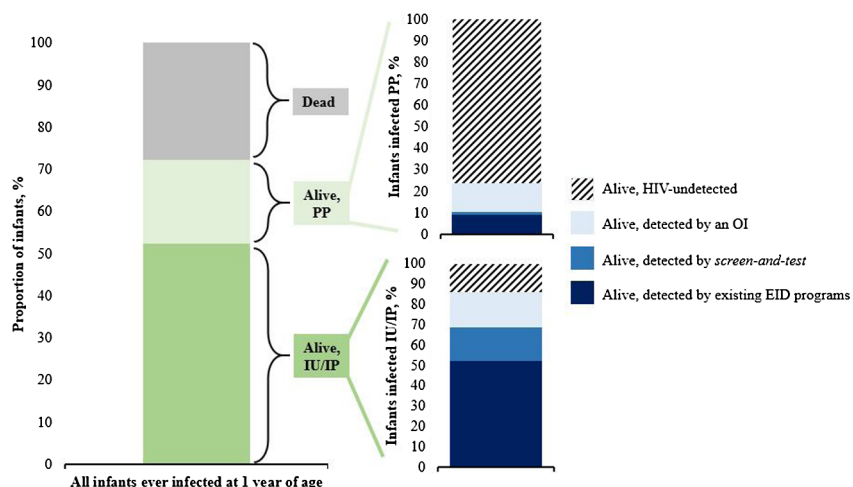 100
90
80
70
60
50
40
30
20
10
0
Proportion of infants, %
All infants ever infected at 1 year of age
Dead
Alive,
PP
Alive,
IU/IP
100
90
80
70
60
50
40
30
20
10
0
Infants infected PP, %
100
90
80
70
60
50
40
30
20
10
0
Infants infected IU/IP, %
Alive, HIV-undetected
Alive, detected by an OI
Alive, detected by screen-and-test
Alive, detected by existing EID programs